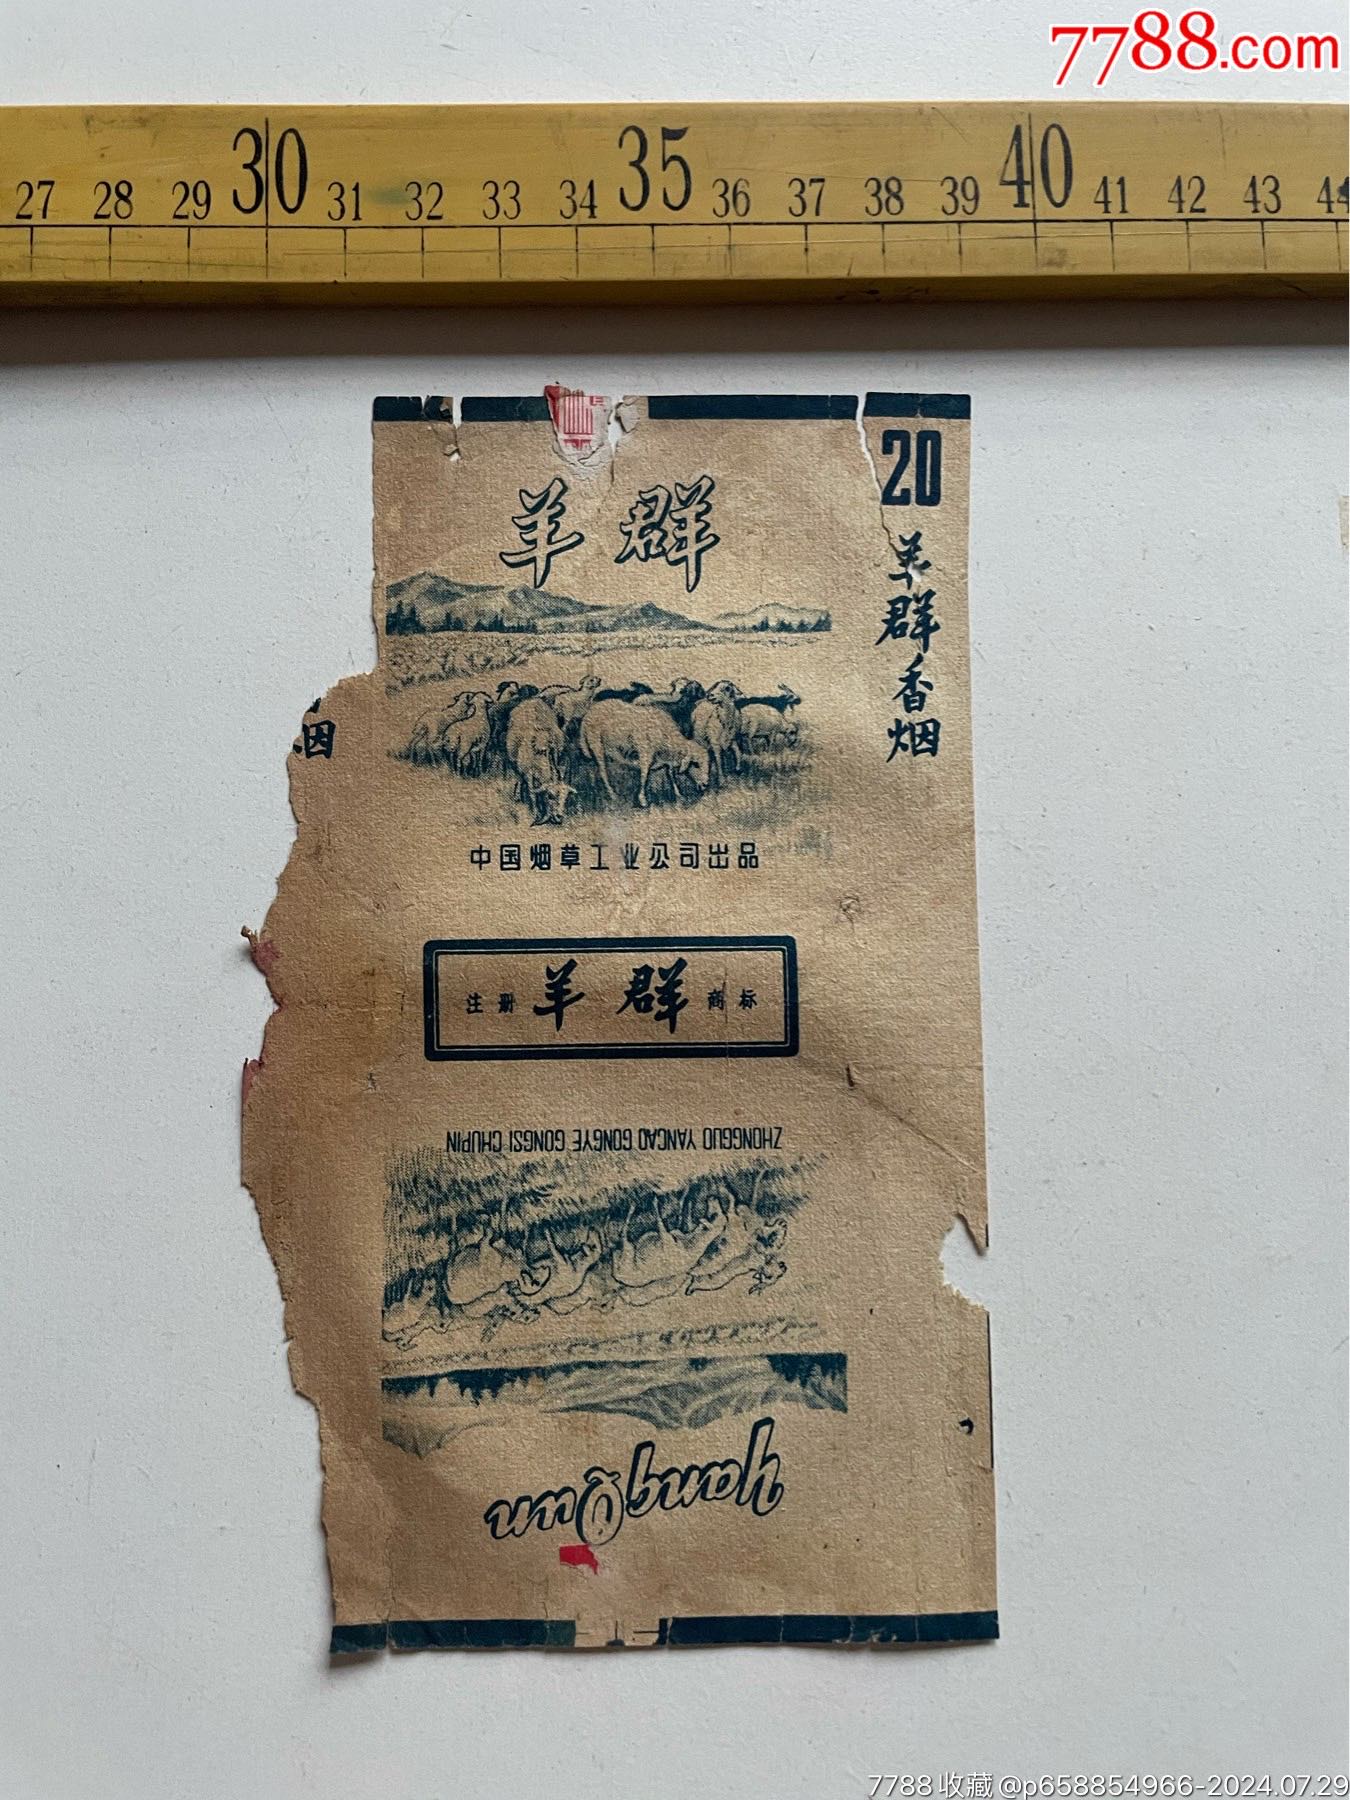 7788.com
27 28 29 30 31 32 33 34 35 36 37 38 39 40 41 42 43 44
20
羊群
羊群香烟
烟
中国烟草工业公司出品
注册 羊群 商标
ZHONGGUO YANCAO GONGYE GONGSI CHUPIN
YangQun
7788收藏@p658854966-2024.07.29